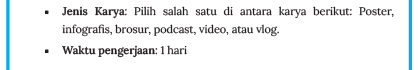 ▪ Jenis Karya: Pilih salah satu di antara karya berikut: Poster,
infografis, brosur, podcast, video, atau vlog.
▪ Waktu pengerjaan: 1 hari